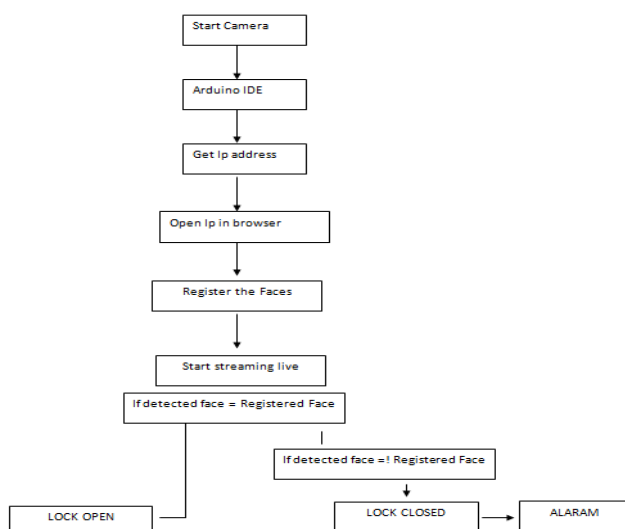 Start Camera
Arduino IDE
Get Ip address
Open Ip in browser
Register the Faces
Start streaming live
If detected face = Registered Face
If detected face =! Registered Face
LOCK OPEN
LOCK CLOSED
ALARAM